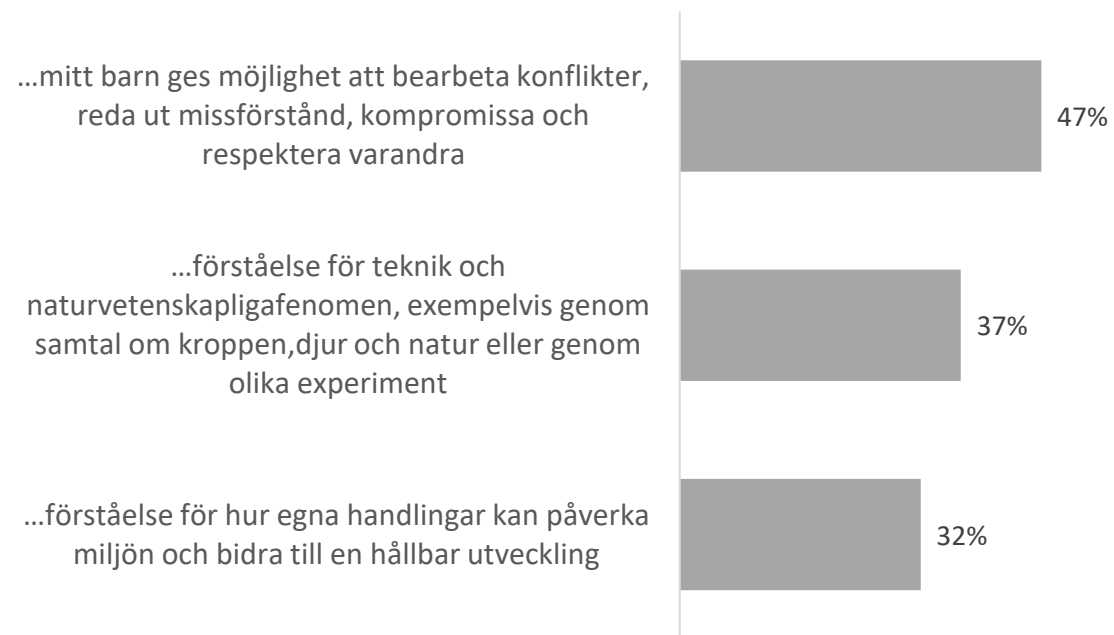 ...mitt barn ges möjlighet att bearbeta konflikter,
reda ut missförstånd, kompromissa och
respektera varandra
47%
...förståelse för teknik och
naturvetenskapligafenomen, exempelvis genom
samtal om kroppen,djur och natur eller genom
olika experiment
37%
...förståelse för hur egna handlingar kan påverka
miljön och bidra till en hållbar utveckling
32%